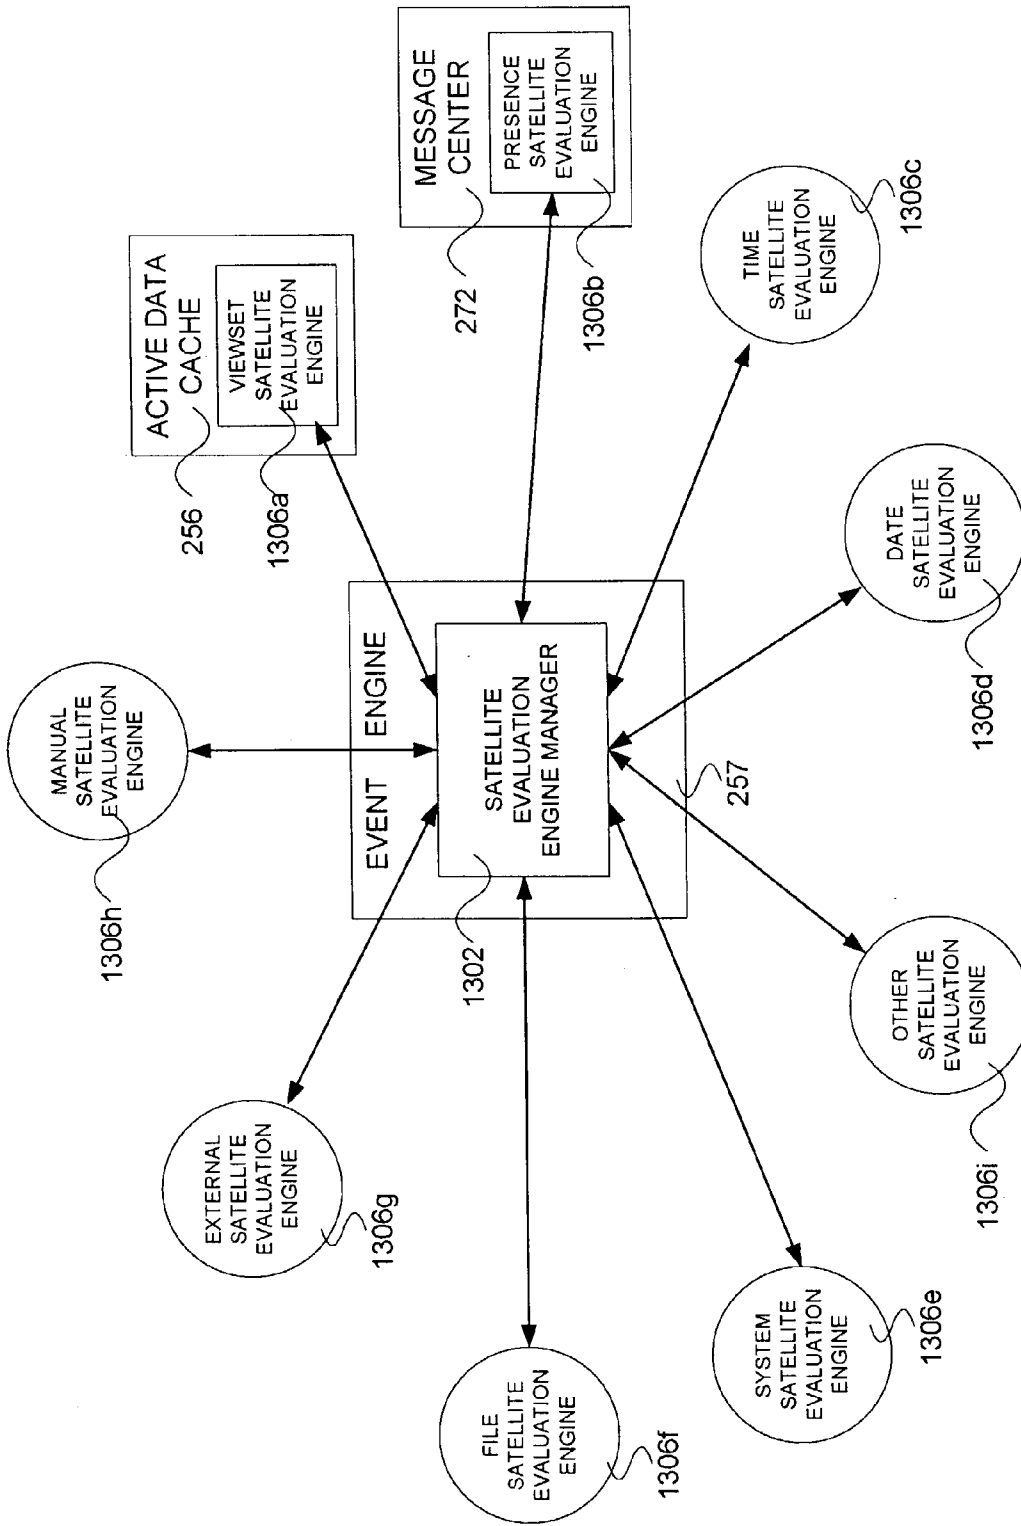 MANUAL
SATELLITE
EVALUATION
ENGINE
1306h
ACTIVE DATA
CACHE
256
VIEWSET
SATELLITE
EVALUATION
ENGINE
1306a
MESSAGE
CENTER
272
PRESENCE
SATELLITE
EVALUATION
ENGINE
1306b
EXTERNAL
SATELLITE
EVALUATION
ENGINE
1306g
EVENT ENGINE
SATELLITE
EVALUATION
ENGINE MANAGER
1302
257
TIME
SATELLITE
EVALUATION
ENGINE
1306c
FILE
SATELLITE
EVALUATION
ENGINE
1306f
SYSTEM
SATELLITE
EVALUATION
ENGINE
1306e
OTHER
SATELLITE
EVALUATION
ENGINE
1306i
DATE
SATELLITE
EVALUATION
ENGINE
1306d